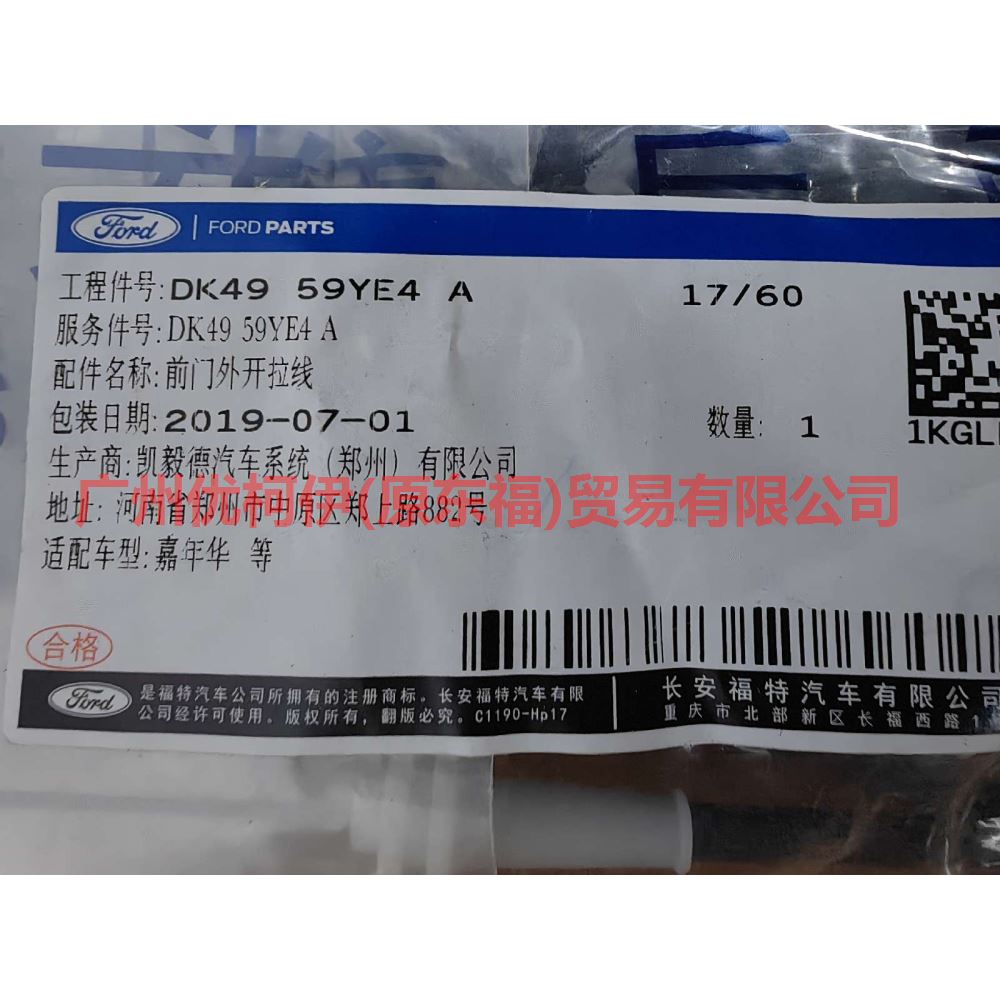 Ford | FORD PARTS
工程件号:DK49 59YE4 A 17/60
服务件号:DK49 59YE4 A
配件名称:前门外开拉线
包装日期:2019-07-01 数量: 1
1KGL
生产商:凯毅德汽车系统（郑州）有限公司
广州优柯伊(原东福)贸易有限公司
地址: 河南省郑州市中原区郑上路882号
适配车型:嘉年华 等
合格
Ford 是福特汽车公司所拥有的注册商标。长安福特汽车有限
公司经许可使用。版权所有，翻版必究。C1190-Hp17
长安福特汽车有限公司
重庆市北部新区长福西路1